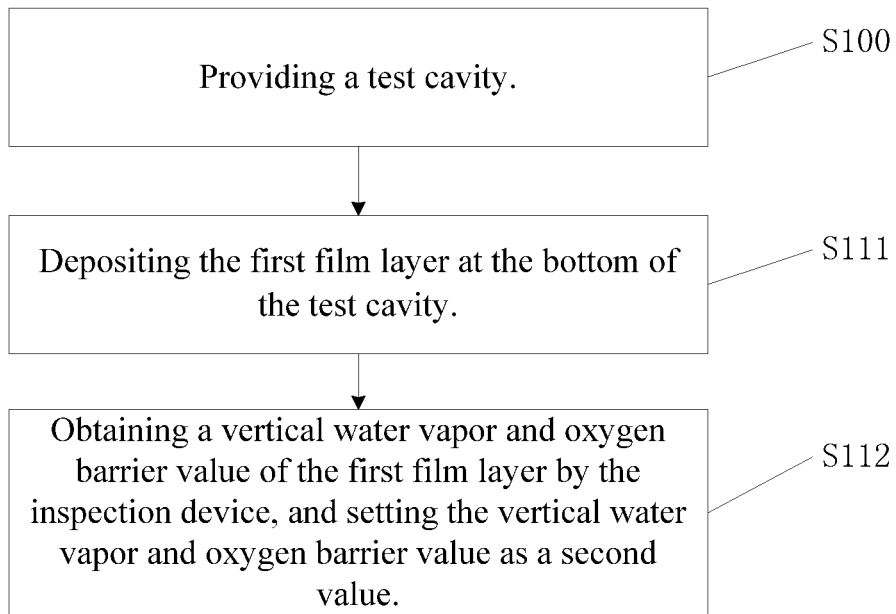 Providing a test cavity.
S100
Depositing the first film layer at the bottom of
the test cavity.
S111
Obtaining a vertical water vapor and oxygen
barrier value of the first film layer by the
inspection device, and setting the vertical water
vapor and oxygen barrier value as a second
value.
S112